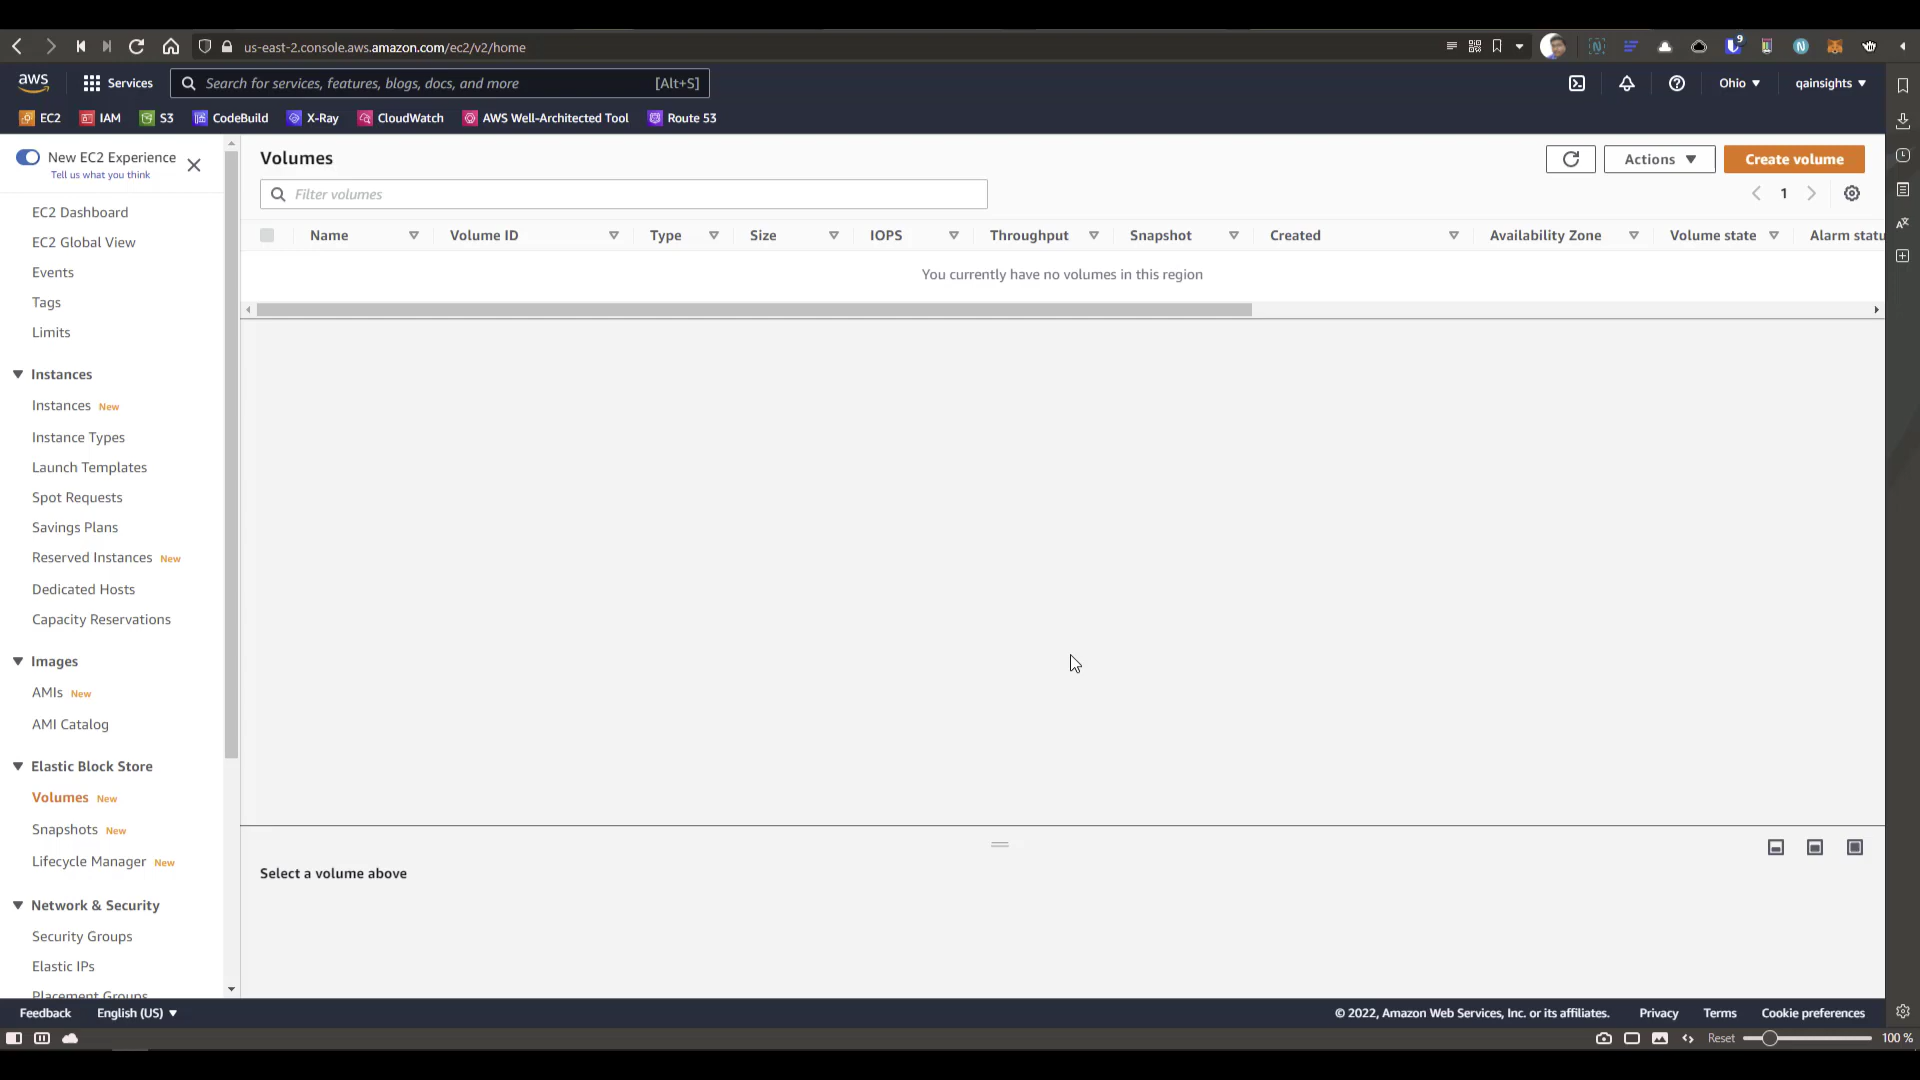 us-east-2.console.aws.amazon.com/ec2/v2/home
9
aws
Services
Search for services, features, blogs, docs, and more
[Alt+S]
Ohio
qainsights
EC2
IAM
S3
CodeBuild
X-Ray
CloudWatch
AWS Well-Architected Tool
Route 53
New EC2 Experience
Tell us what you think
EC2 Dashboard
EC2 Global View
Events
Tags
Limits
Instances
Instances New
Instance Types
Launch Templates
Spot Requests
Savings Plans
Reserved Instances New
Dedicated Hosts
Capacity Reservations
Images
AMIs New
AMI Catalog
Elastic Block Store
Volumes New
Snapshots New
Lifecycle Manager New
Network & Security
Security Groups
Elastic IPs
Placement Groups
Volumes
Actions
Create volume
Filter volumes
1
Name
Volume ID
Type
Size
IOPS
Throughput
Snapshot
Created
Availability Zone
Volume state
Alarm statu
You currently have no volumes in this region
Select a volume above
Feedback
English (US)
© 2022, Amazon Web Services, Inc. or its affiliates.
Privacy
Terms
Cookie preferences
Reset
100 %